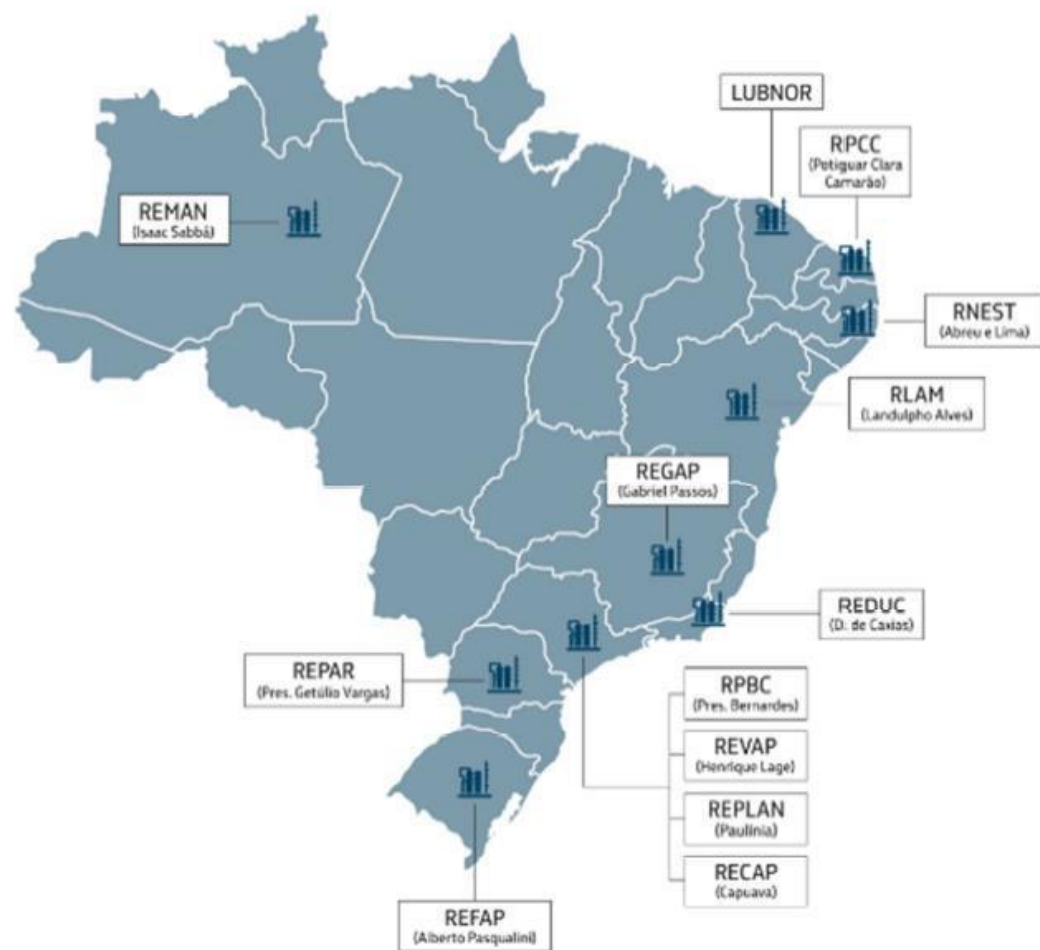 LUBNOR
RPCC
(Potiguar Clara
Camarão)
REMAN
(Isaac Sabbá)
RNEST
(Abreu e Lima)
RLAM
(Landulpho Alves)
REGAP
(Gabriel Passos)
REDUC
(D. de Caxias)
REPAR
(Pres. Getúlio Vargas)
RPBC
(Pres. Bernardes)
REVAP
(Henrique Lage)
REPLAN
(Paulínia)
RECAP
(Capuava)
REFAP
(Alberto Pasqualini)